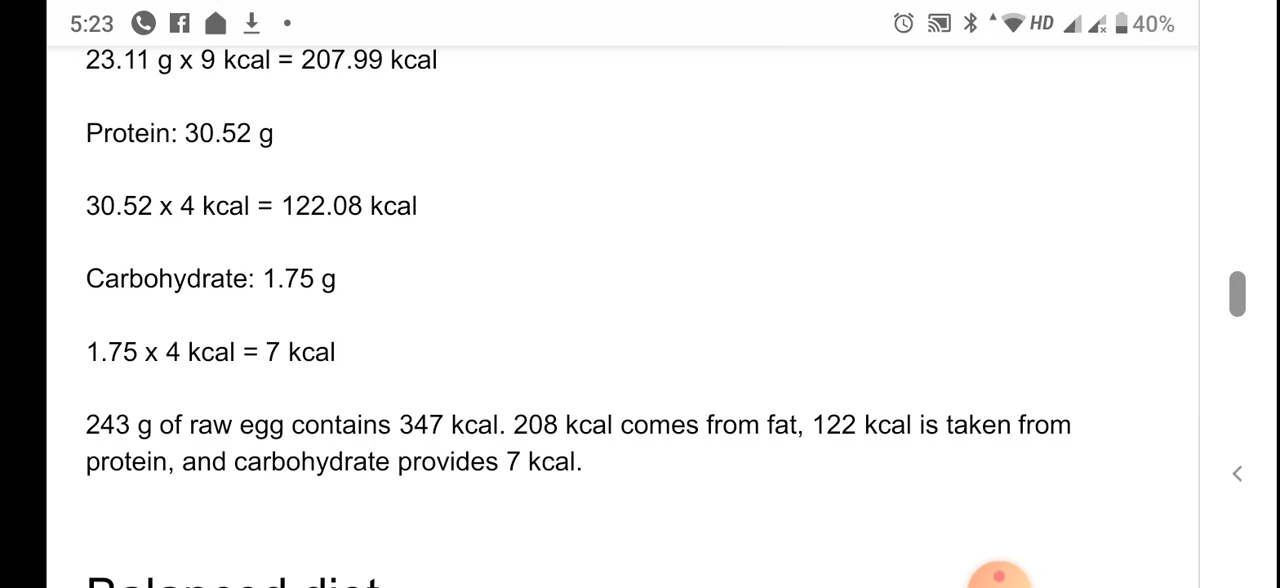 5:23 HD 40%
23.11 g x 9 kcal = 207.99 kcal
Protein: 30.52 g
30.52 x 4 kcal = 122.08 kcal
Carbohydrate: 1.75 g
1.75 x 4 kcal = 7 kcal
243 g of raw egg contains 347 kcal. 208 kcal comes from fat, 122 kcal is taken from
protein, and carbohydrate provides 7 kcal.
Balanced diet